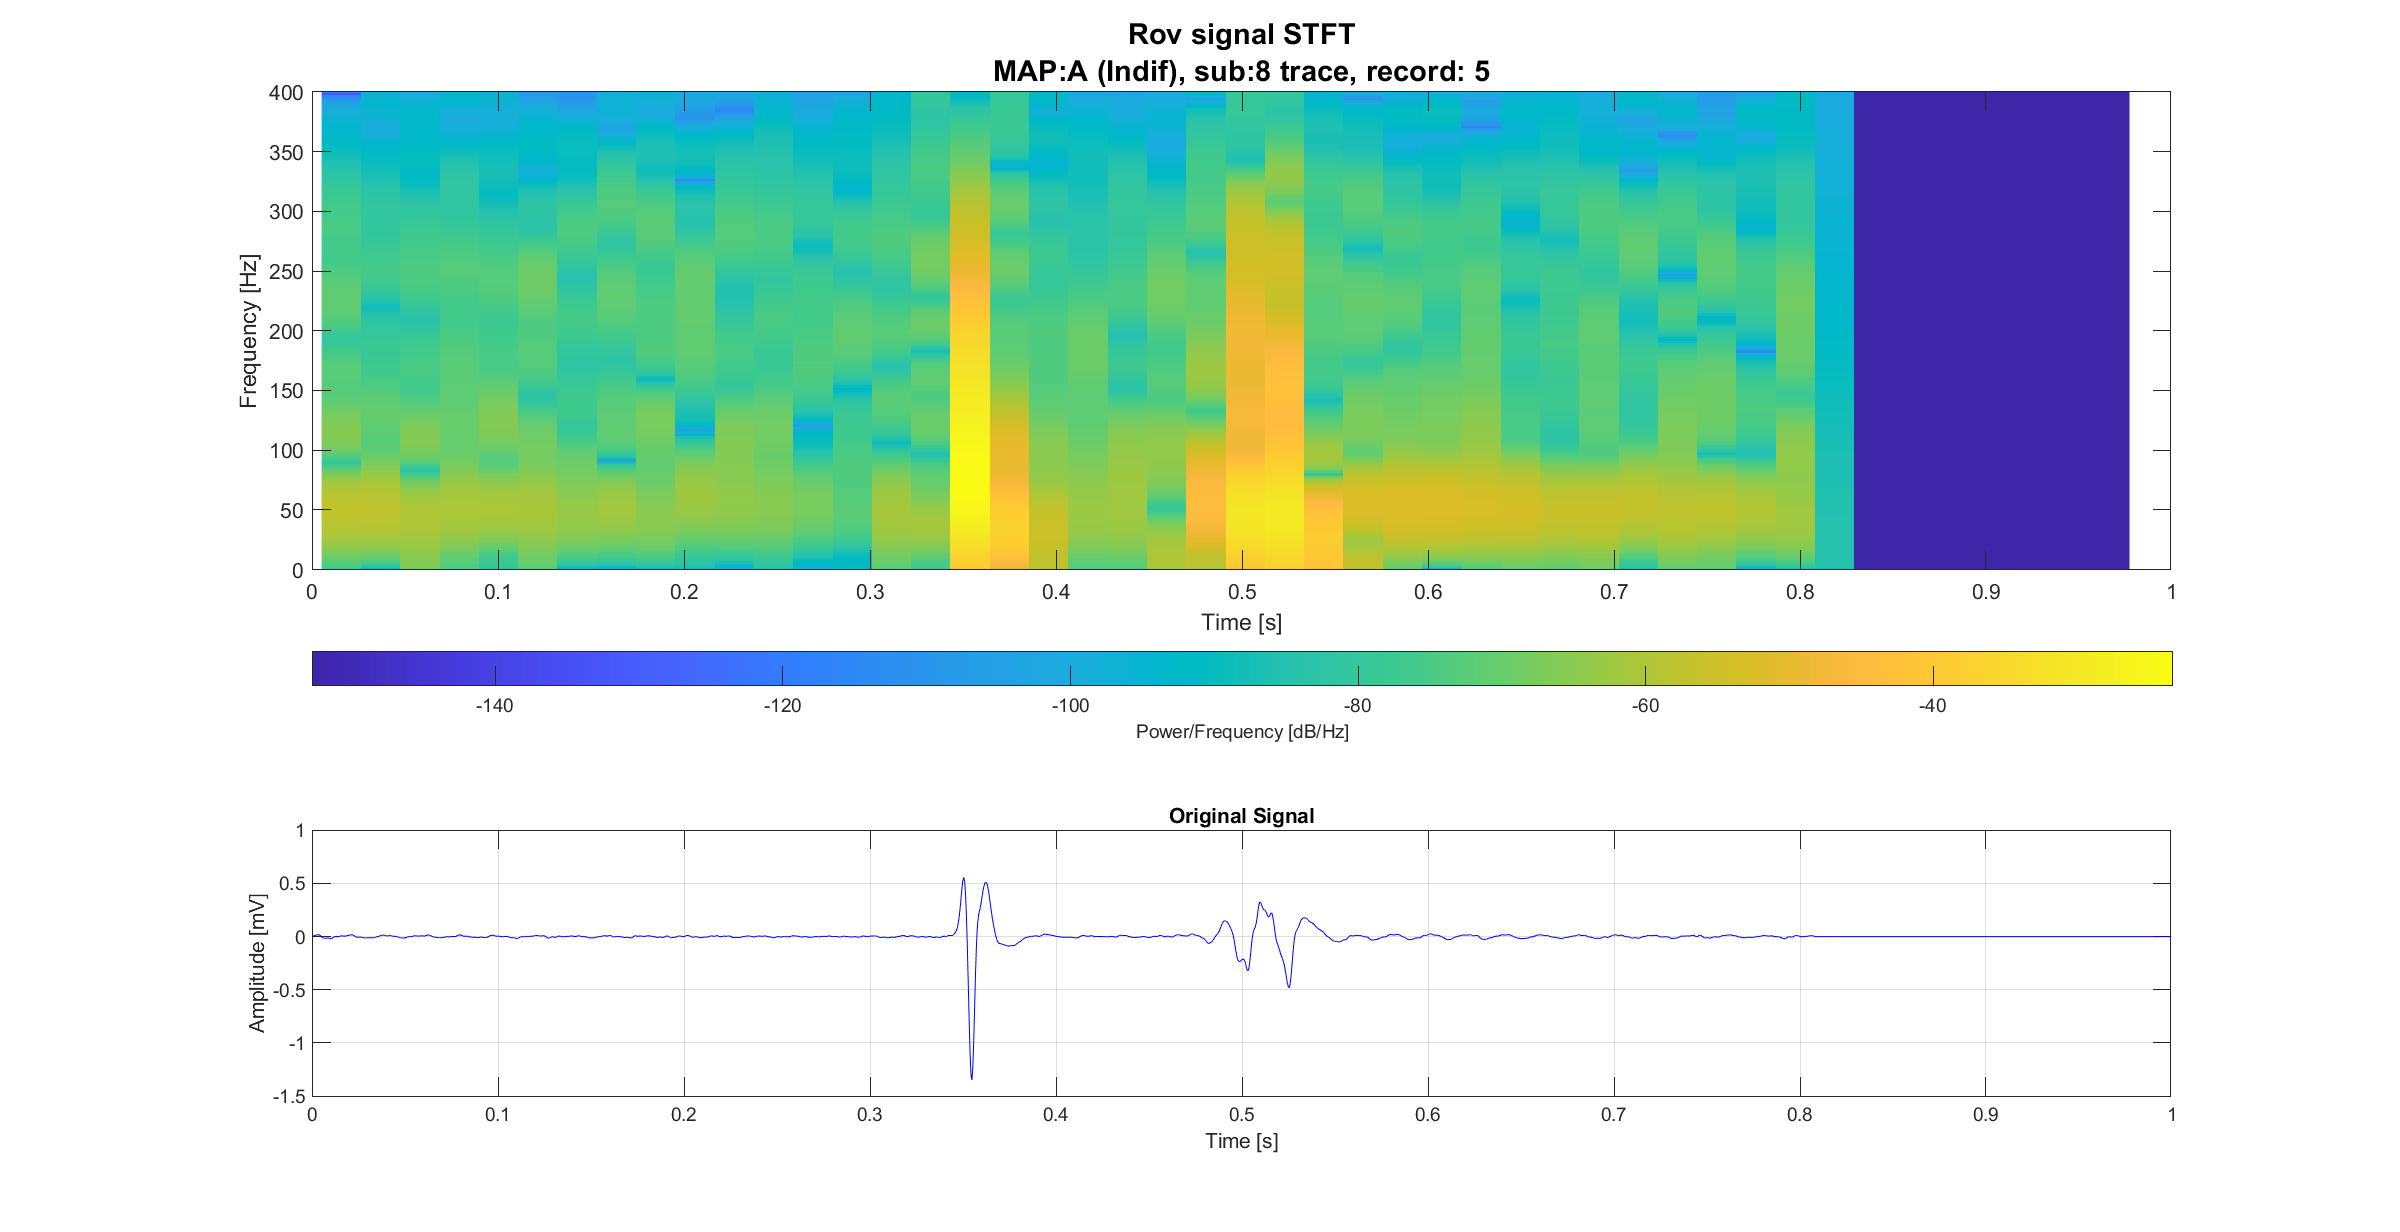 Rov signal STFT
MAP:A (Indif), sub:8 trace, record: 5
400
350
300
250
200
150
100
50
0
Frequency [Hz]
0 0.1 0.2 0.3 0.4 0.5 0.6 0.7 0.8 0.9 1
Time [s]
-140 -120 -100 -80 -60 -40
Power/Frequency [dB/Hz]
Original Signal
1
0.5
0
-0.5
-1
-1.5
Amplitude [mV]
0 0.1 0.2 0.3 0.4 0.5 0.6 0.7 0.8 0.9 1
Time [s]